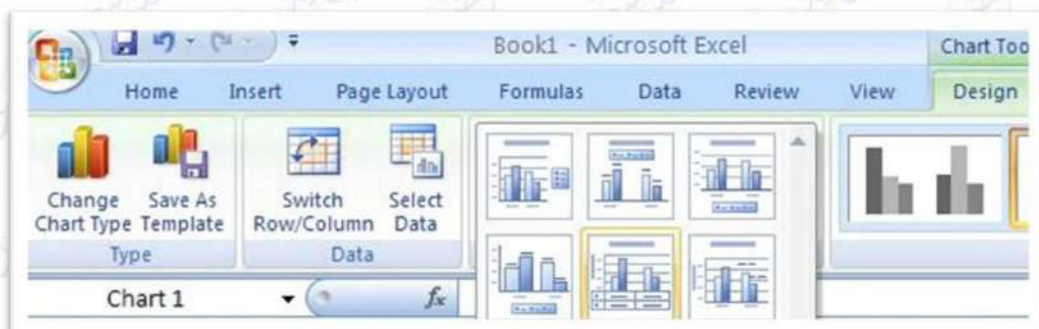 Book1 - Microsoft Excel
Chart Too
Home Insert Page Layout Formulas Data Review View Design
Change Chart Type
Save As Template
Switch Row/Column
Select Data
Type
Data
Chart 1
fx